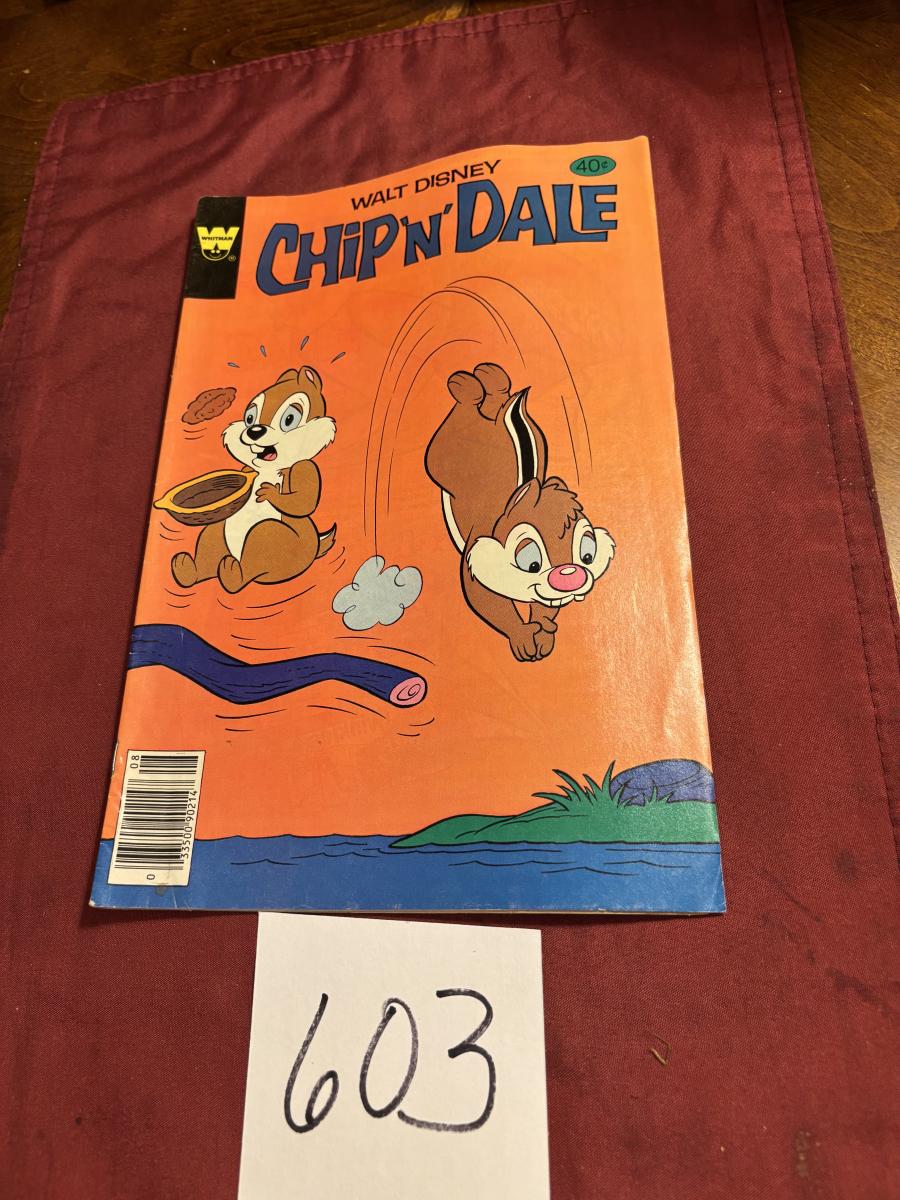 WALT DISNEY
40¢
WHITMAN
W
®
CHIP 'N' DALE
08
0
33500 90214
603